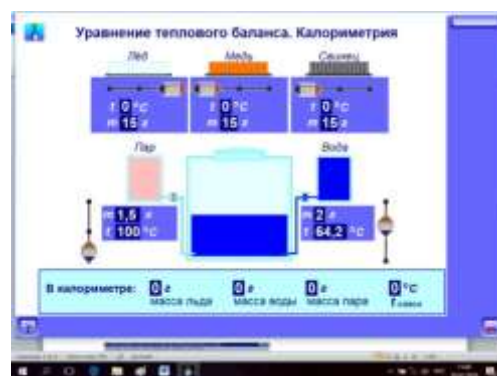 Уравнение теплового баланса. Калориметрия
Лёд Медь Свинец
t 0 °C t 0 °C t 0 °C
m 15 г m 15 г m 15 г
Пар Вода
m 1,5 г m 2 г
t 100 °C t 64,2 °C
В калориметре: 0 г 0 г 0 г 0 °C
масса льда масса воды масса пара